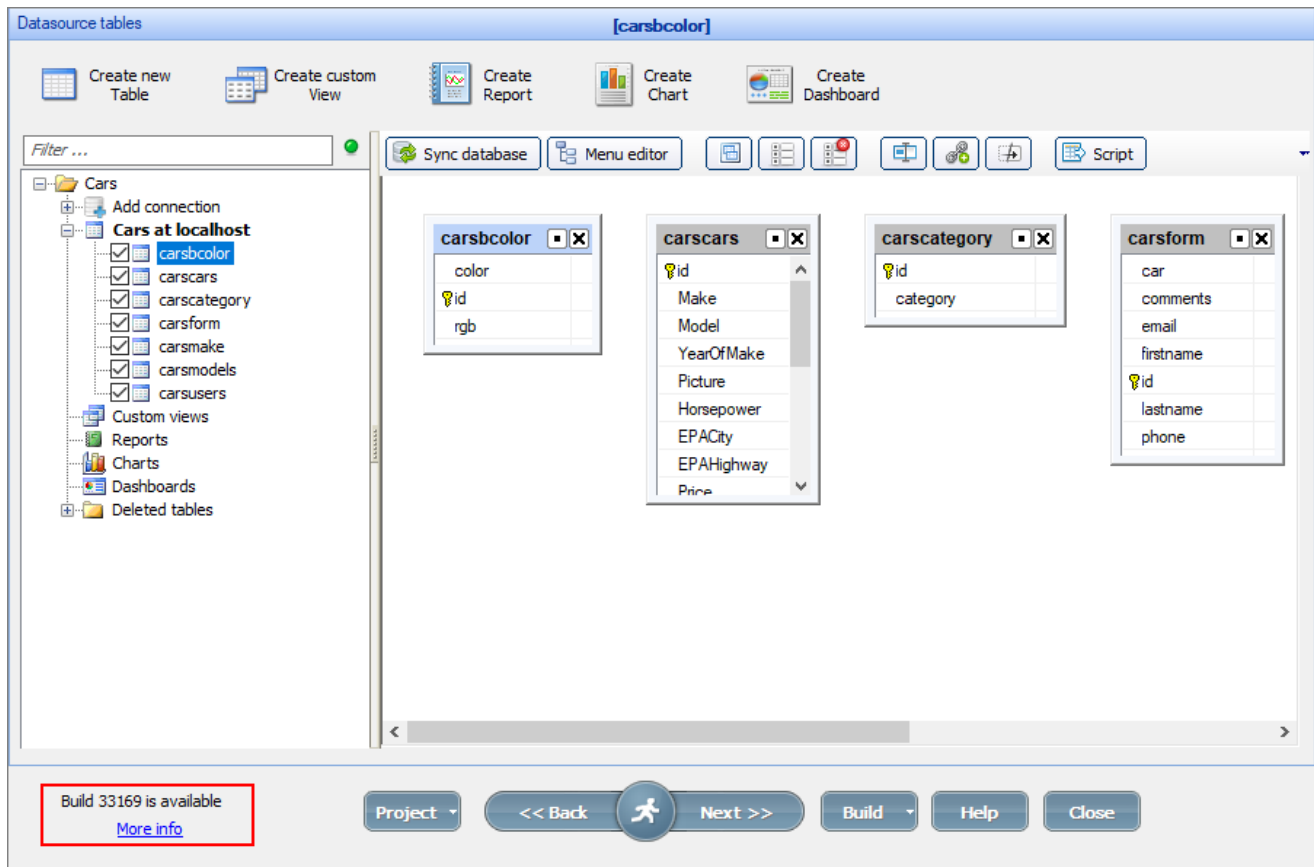 Datasource tables
[carsbcolor]
Create new
Table
Create custom
View
Create
Report
Create
Chart
Create
Dashboard
Filter ...
Sync database
Menu editor
Script
Cars
Add connection
Cars at localhost
carsbcolor
carscars
carscategory
carsform
carsmake
carsmodels
carsusers
Custom views
Reports
Charts
Dashboards
Deleted tables
carsbcolor
color
id
rgb
carscars
id
Make
Model
YearOfMake
Picture
Horsepower
EPACity
EPAHighway
Price
carscategory
id
category
carsform
car
comments
email
firstname
id
lastname
phone
Build 33169 is available
More info
Project
<< Back
Next >>
Build
Help
Close